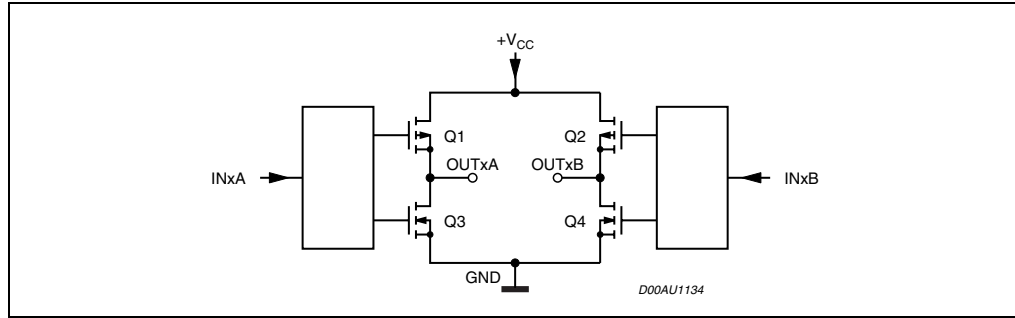 +VCC
Q1
Q2
OUTxA
OUTxB
INxA
INxB
Q3
Q4
GND
D00AU1134